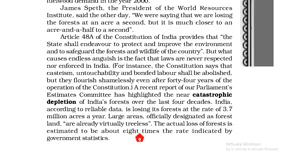 fuelwood demand in the year 2000."
James Speth, the President of the World Resources
Institute, said the other day, "We were saying that we are losing
the forests at an acre a second, but it is much closer to an
acre-and-a-half to a second".
Article 48A of the Constitution of India provides that "the
State shall endeavour to protect and improve the environment
and to safeguard the forests and wildlife of the country". But what
causes endless anguish is the fact that laws are never respected
nor enforced in India. (For instance, the Constitution says that
casteism, untouchability and bonded labour shall be abolished,
but they flourish shamelessly even after forty-four years of the
operation of the Constitution.) A recent report of our Parliament's
Estimates Committee has highlighted the near catastrophic
depletion of India's forests over the last four decades. India,
according to reliable data, is losing its forests at the rate of 3.7
million acres a year. Large areas, officially designated as forest
land, "are already virtually treeless". The actual loss of forests is
estimated to be about eight times the rate indicated by
government statistics.